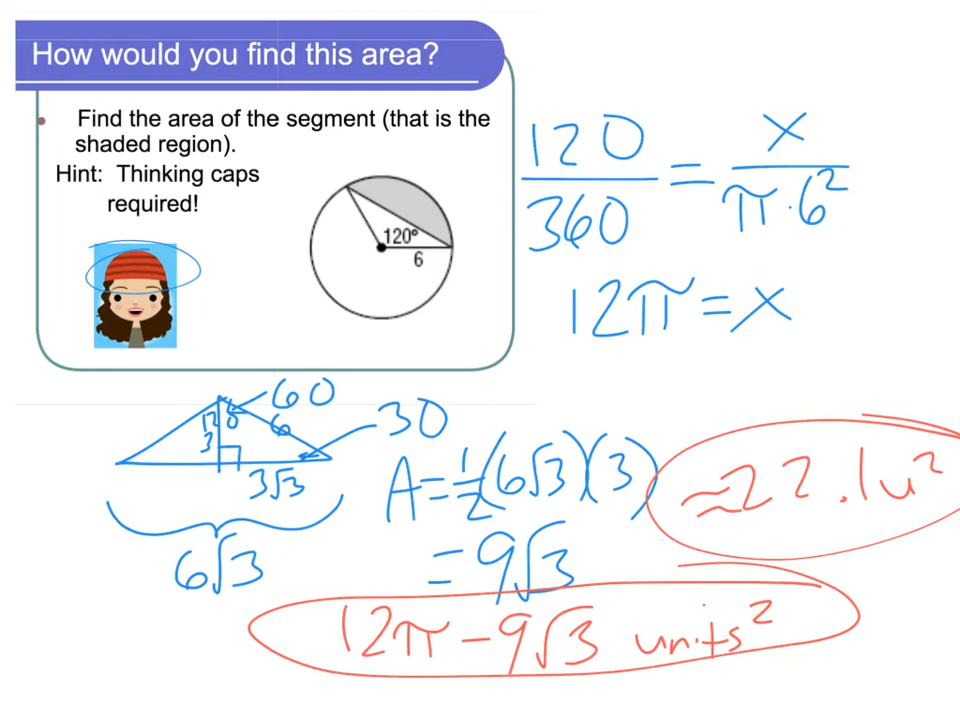 How would you find this area?
Find the area of the segment (that is the
shaded region).
Hint: Thinking caps
required!
120°
6
120/360 = x/π·6²
12π = x
60
120
6
30
3
3√3
6√3
A = 1/2(6√3)(3)
= 9√3
≈22.1u²
12π − 9√3 units²